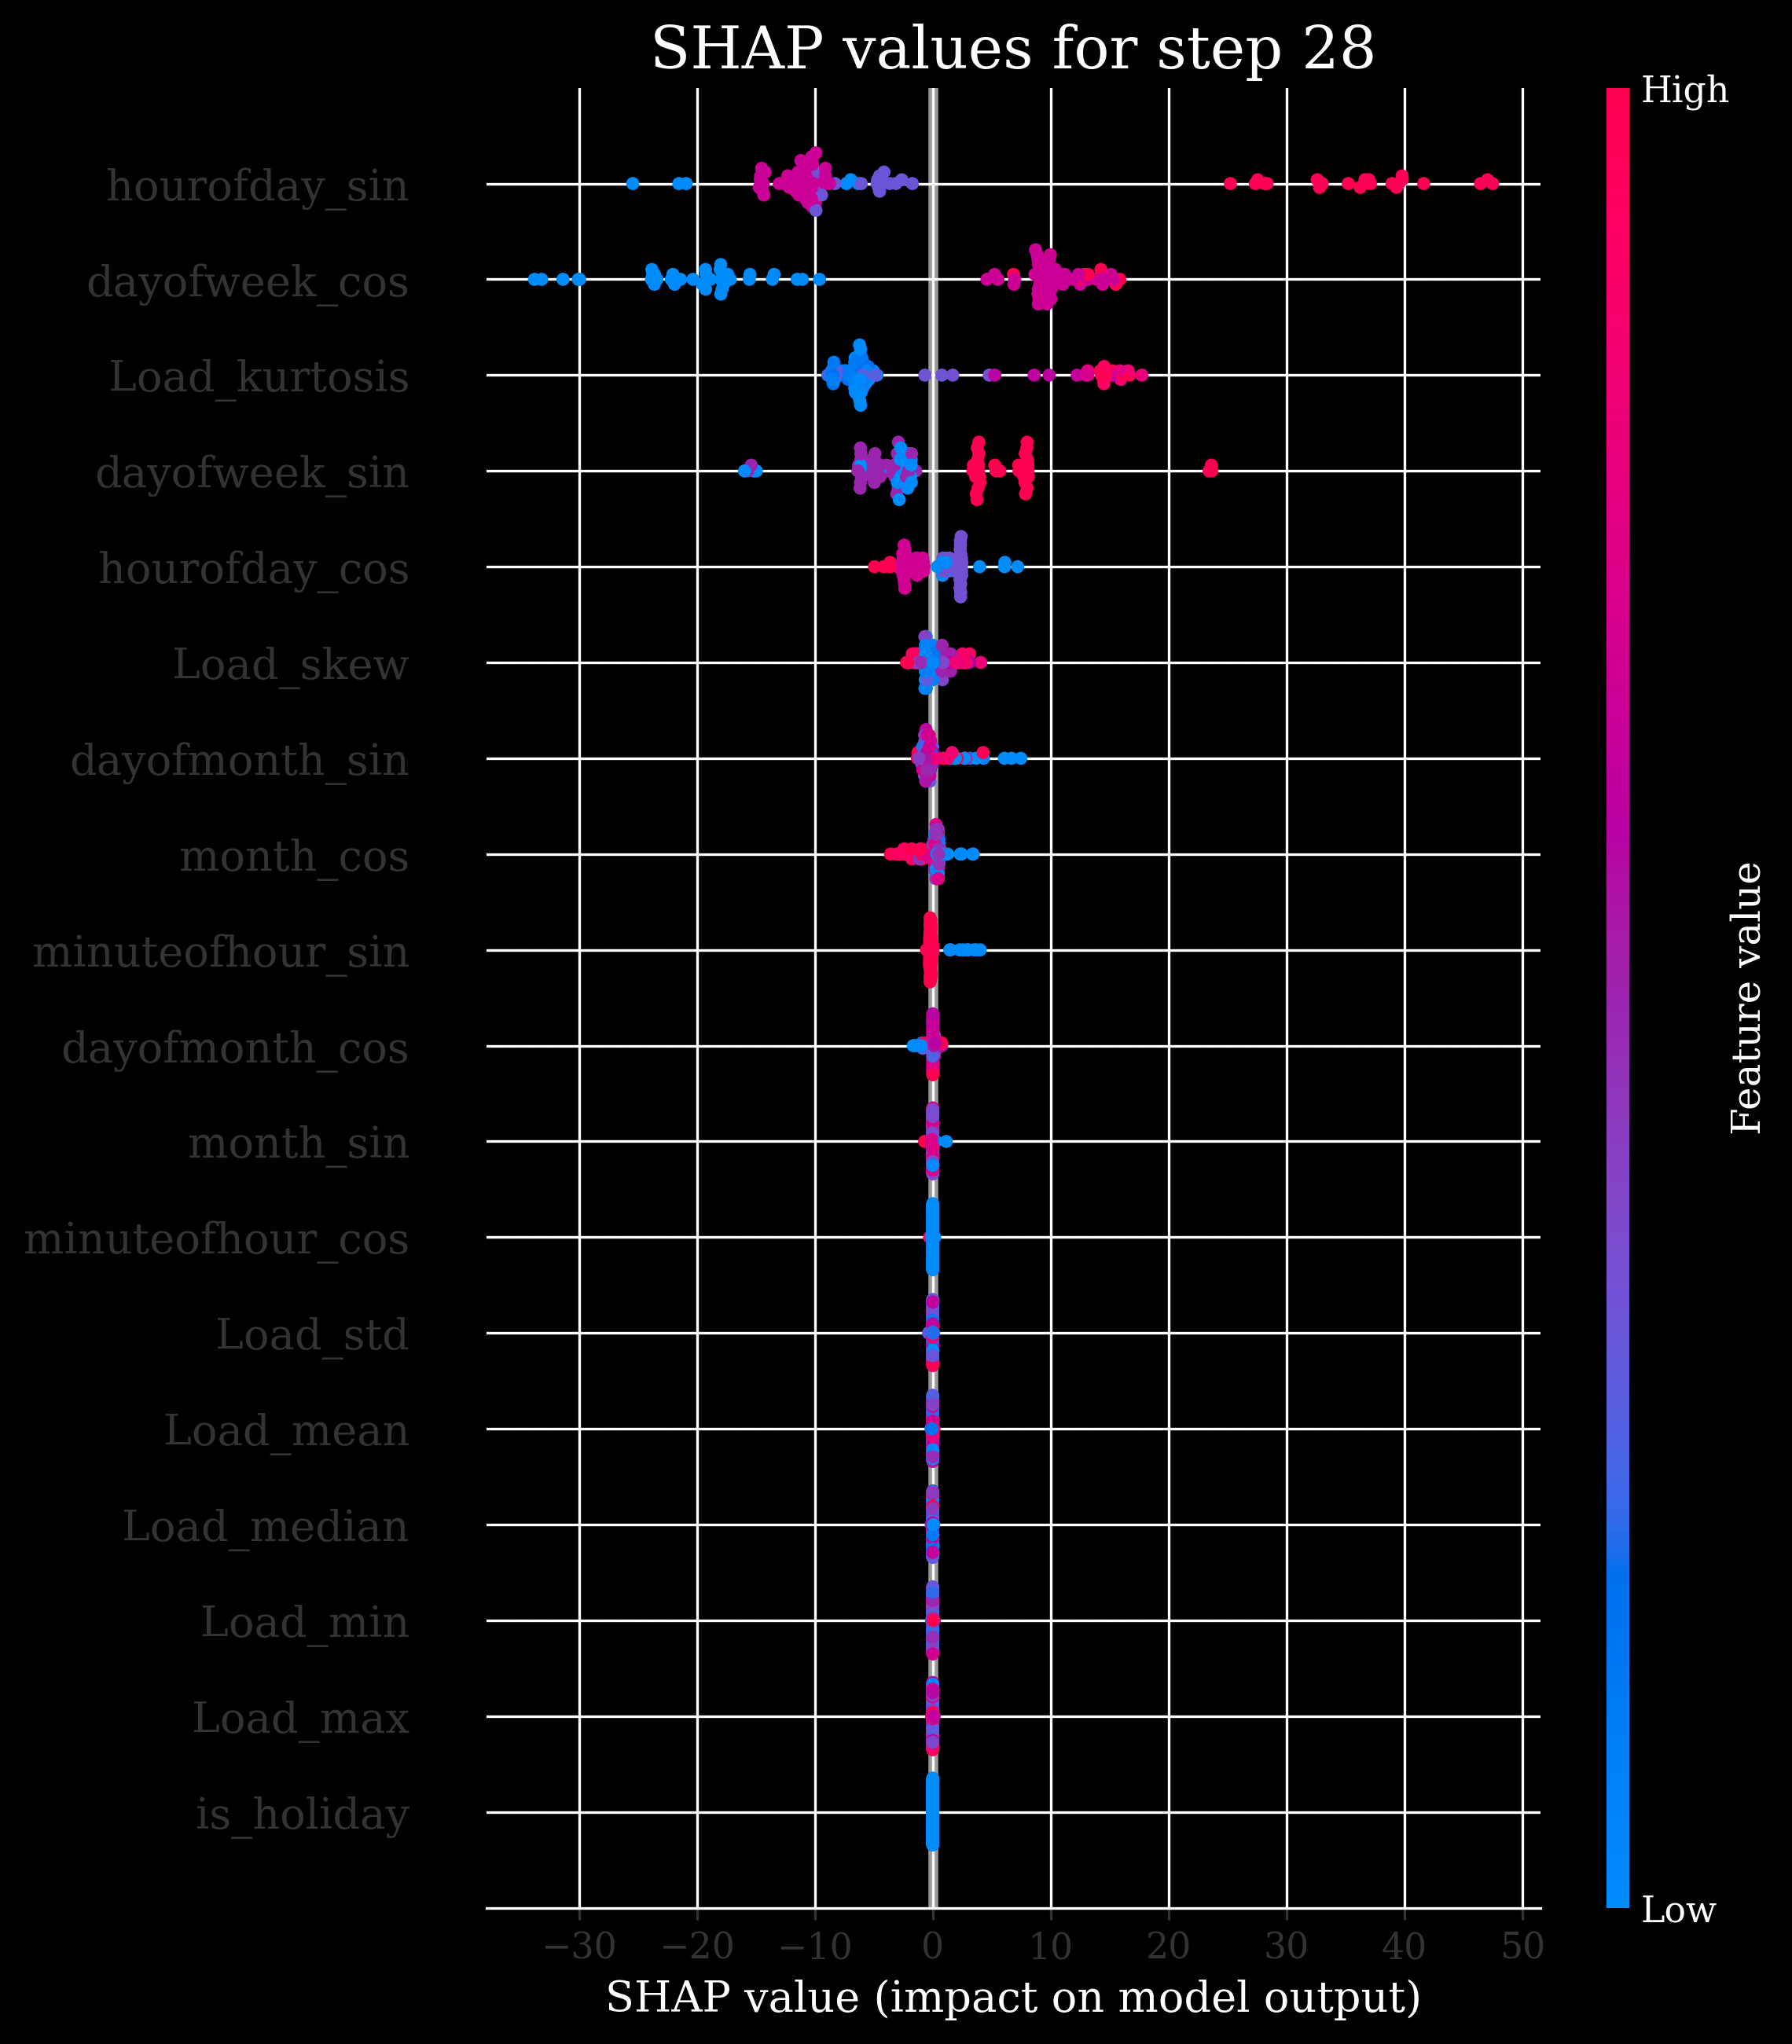 SHAP values for step 28
High
hourofday_sin
dayofweek_cos
Load_kurtosis
dayofweek_sin
hourofday_cos
Load_skew
dayofmonth_sin
month_cos
minuteofhour_sin
dayofmonth_cos
month_sin
minuteofhour_cos
Load_std
Load_mean
Load_median
Load_min
Load_max
is_holiday
Feature value
Low
−30 −20 −10 0 10 20 30 40 50
SHAP value (impact on model output)